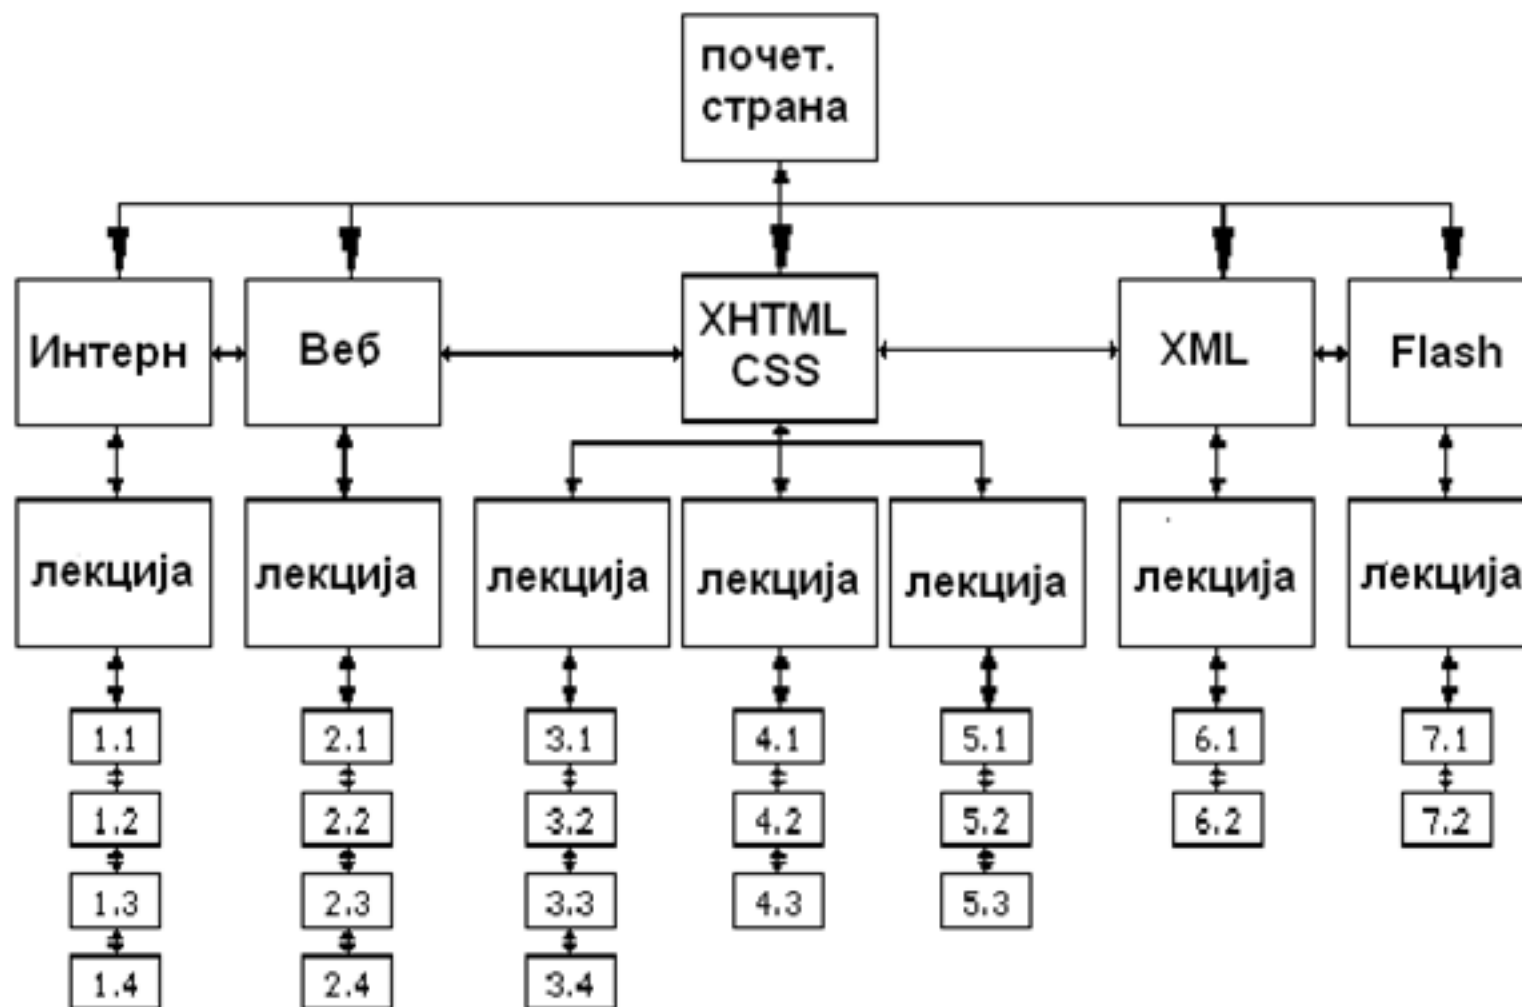 почет.
страна
Интерн
Веб
XHTML
CSS
XML
Flash
лекција
лекција
лекција
лекција
лекција
лекција
лекција
1.1
2.1
3.1
4.1
5.1
6.1
7.1
1.2
2.2
3.2
4.2
5.2
6.2
7.2
1.3
2.3
3.3
4.3
5.3
1.4
2.4
3.4